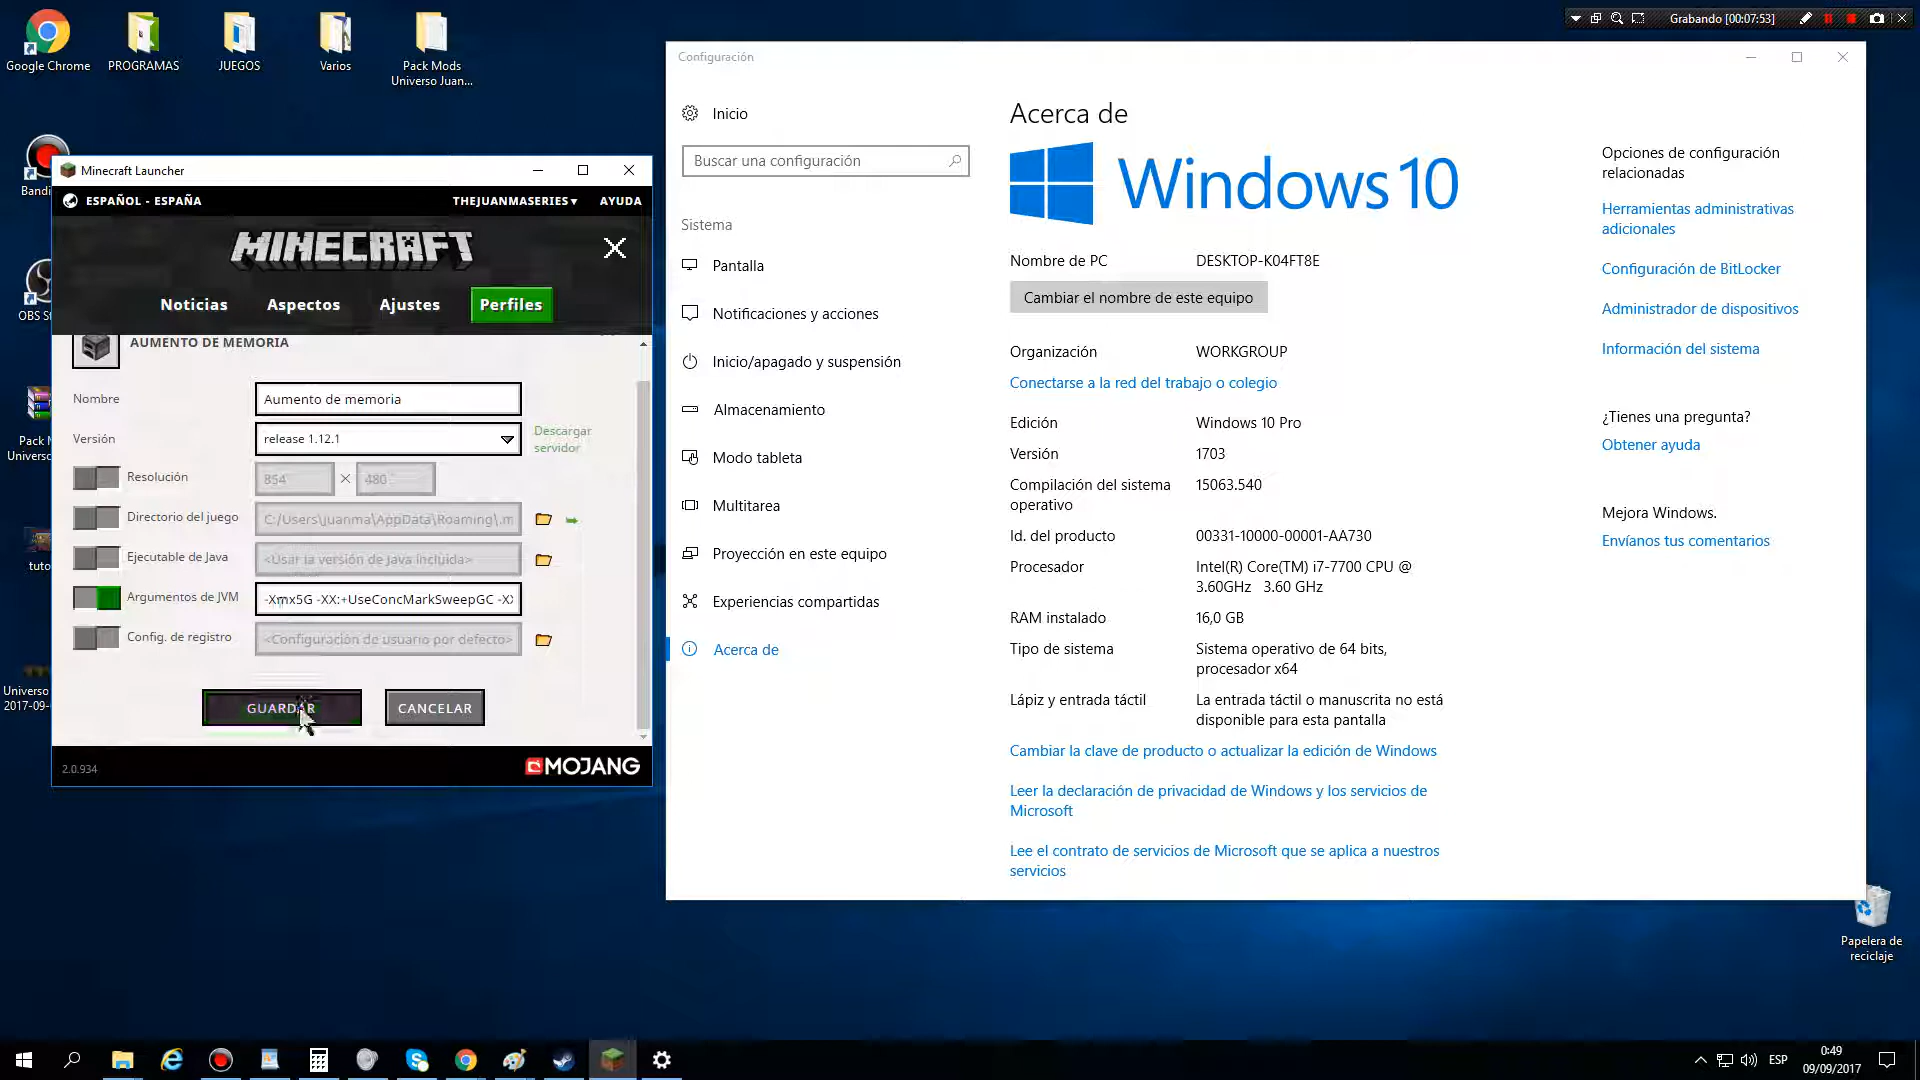 Google Chrome
PROGRAMAS
JUEGOS
Varios
Pack Mods
Universo Juan...
Grabando [00:07:53]
Bandi
OBS St
Pack M
Universo
tuto
Universo
2017-09-
Minecraft Launcher
ESPAÑOL - ESPAÑA
THEJUANMASERIES
AYUDA
MINECRAFT
Noticias
Aspectos
Ajustes
Perfiles
AUMENTO DE MEMORIA
Nombre
Aumento de memoria
Versión
release 1.12.1
Descargar
servidor
Resolución
854
×
480
Directorio del juego
C:/Users\juanma\AppData\Roaming\.m
Ejecutable de Java
<Usar la versión de Java incluida>
Argumentos de JVM
-Xmx5G -XX:+UseConcMarkSweepGC -XX
Config. de registro
<Configuración de usuario por defecto>
GUARDAR
CANCELAR
2.0.934
MOJANG
Configuración
Inicio
Buscar una configuración
Sistema
Pantalla
Notificaciones y acciones
Inicio/apagado y suspensión
Almacenamiento
Modo tableta
Multitarea
Proyección en este equipo
Experiencias compartidas
Acerca de
Acerca de
Windows 10
Nombre de PC
DESKTOP-K04FT8E
Cambiar el nombre de este equipo
Organización
WORKGROUP
Conectarse a la red del trabajo o colegio
Edición
Windows 10 Pro
Versión
1703
Compilación del sistema
operativo
15063.540
Id. del producto
00331-10000-00001-AA730
Procesador
Intel(R) Core(TM) i7-7700 CPU @
3.60GHz 3.60 GHz
RAM instalado
16,0 GB
Tipo de sistema
Sistema operativo de 64 bits,
procesador x64
Lápiz y entrada táctil
La entrada táctil o manuscrita no está
disponible para esta pantalla
Cambiar la clave de producto o actualizar la edición de Windows
Leer la declaración de privacidad de Windows y los servicios de
Microsoft
Lee el contrato de servicios de Microsoft que se aplica a nuestros
servicios
Opciones de configuración
relacionadas
Herramientas administrativas
adicionales
Configuración de BitLocker
Administrador de dispositivos
Información del sistema
¿Tienes una pregunta?
Obtener ayuda
Mejora Windows.
Envíanos tus comentarios
Papelera de
reciclaje
ESP
0:49
09/09/2017